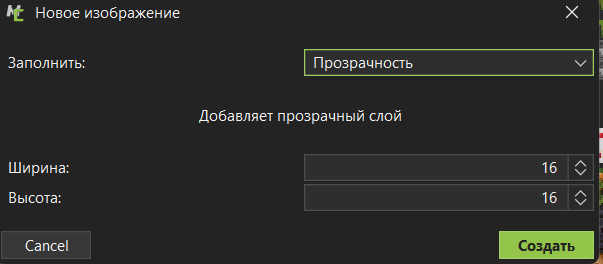 Новое изображение
Заполнить:
Прозрачность
Добавляет прозрачный слой
Ширина:
16
Высота:
16
Cancel
Создать